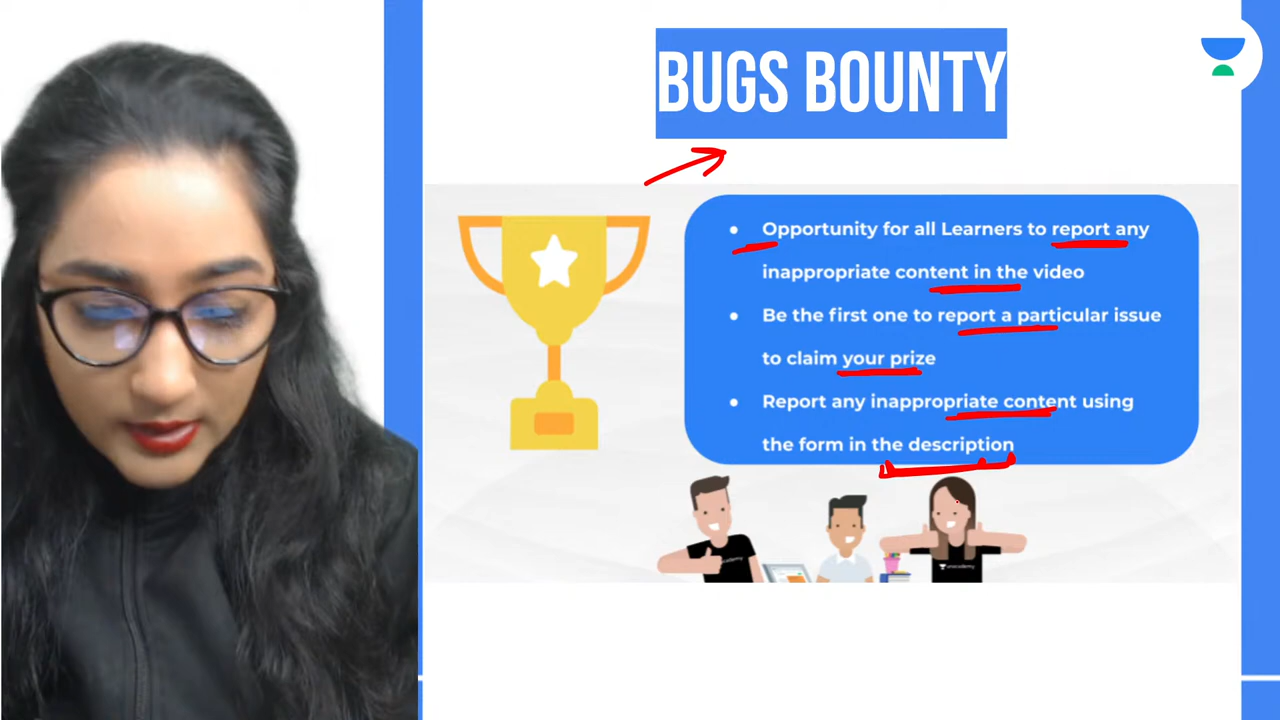 BUGS BOUNTY
● Opportunity for all Learners to report any
inappropriate content in the video
● Be the first one to report a particular issue
to claim your prize
● Report any inappropriate content using
the form in the description
unacademy